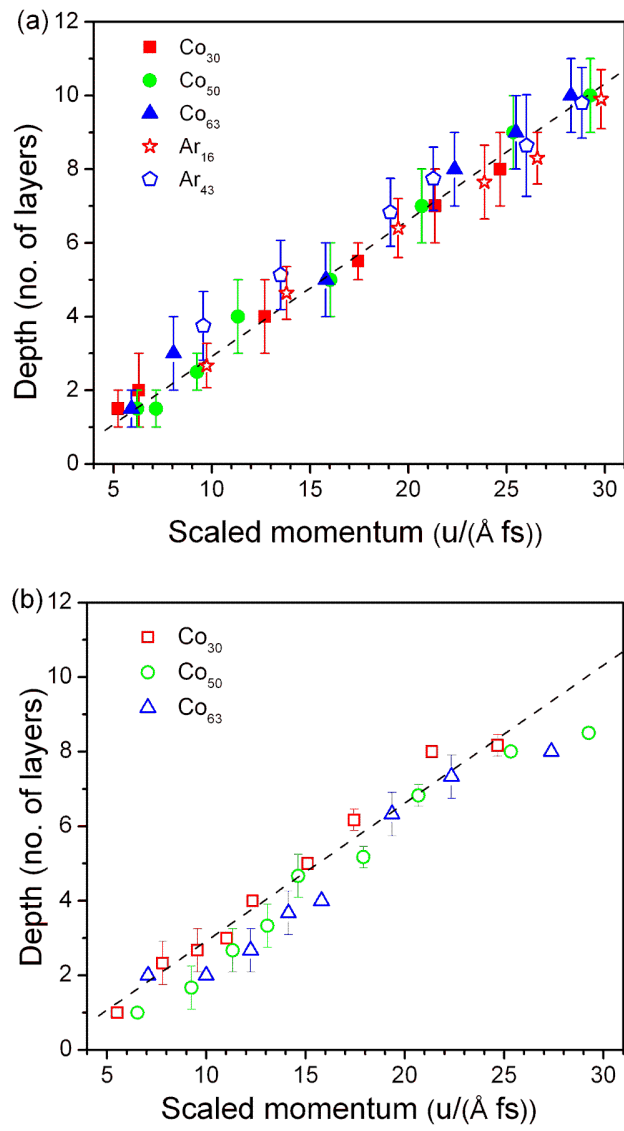 (a)
12
10
8
6
4
2
0
Depth (no. of layers)
Co₃₀
Co₅₀
Co₆₃
Ar₁₆
Ar₄₃
5 10 15 20 25 30
Scaled momentum (u/(Å fs))
(b)
12
10
8
6
4
2
0
Depth (no. of layers)
Co₃₀
Co₅₀
Co₆₃
5 10 15 20 25 30
Scaled momentum (u/(Å fs))